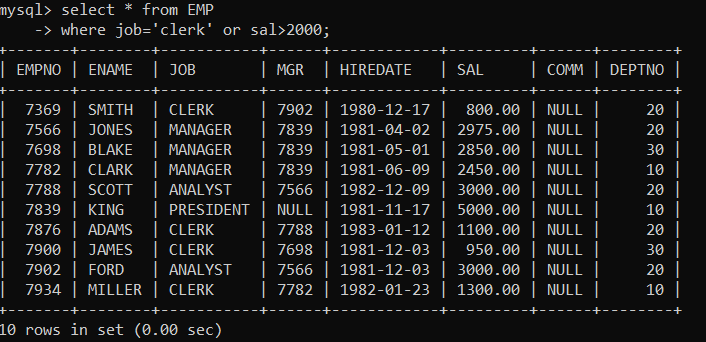 mysql> select * from EMP
    -> where job='clerk' or sal>2000;
+-------+--------+-----------+------+------------+---------+------+--------+
| EMPNO | ENAME  | JOB       | MGR  | HIREDATE   | SAL     | COMM | DEPTNO |
+-------+--------+-----------+------+------------+---------+------+--------+
|  7369 | SMITH  | CLERK     | 7902 | 1980-12-17 |  800.00 | NULL |     20 |
|  7566 | JONES  | MANAGER   | 7839 | 1981-04-02 | 2975.00 | NULL |     20 |
|  7698 | BLAKE  | MANAGER   | 7839 | 1981-05-01 | 2850.00 | NULL |     30 |
|  7782 | CLARK  | MANAGER   | 7839 | 1981-06-09 | 2450.00 | NULL |     10 |
|  7788 | SCOTT  | ANALYST   | 7566 | 1982-12-09 | 3000.00 | NULL |     20 |
|  7839 | KING   | PRESIDENT | NULL | 1981-11-17 | 5000.00 | NULL |     10 |
|  7876 | ADAMS  | CLERK     | 7788 | 1983-01-12 | 1100.00 | NULL |     20 |
|  7900 | JAMES  | CLERK     | 7698 | 1981-12-03 |  950.00 | NULL |     30 |
|  7902 | FORD   | ANALYST   | 7566 | 1981-12-03 | 3000.00 | NULL |     20 |
|  7934 | MILLER | CLERK     | 7782 | 1982-01-23 | 1300.00 | NULL |     10 |
+-------+--------+-----------+------+------------+---------+------+--------+
10 rows in set (0.00 sec)